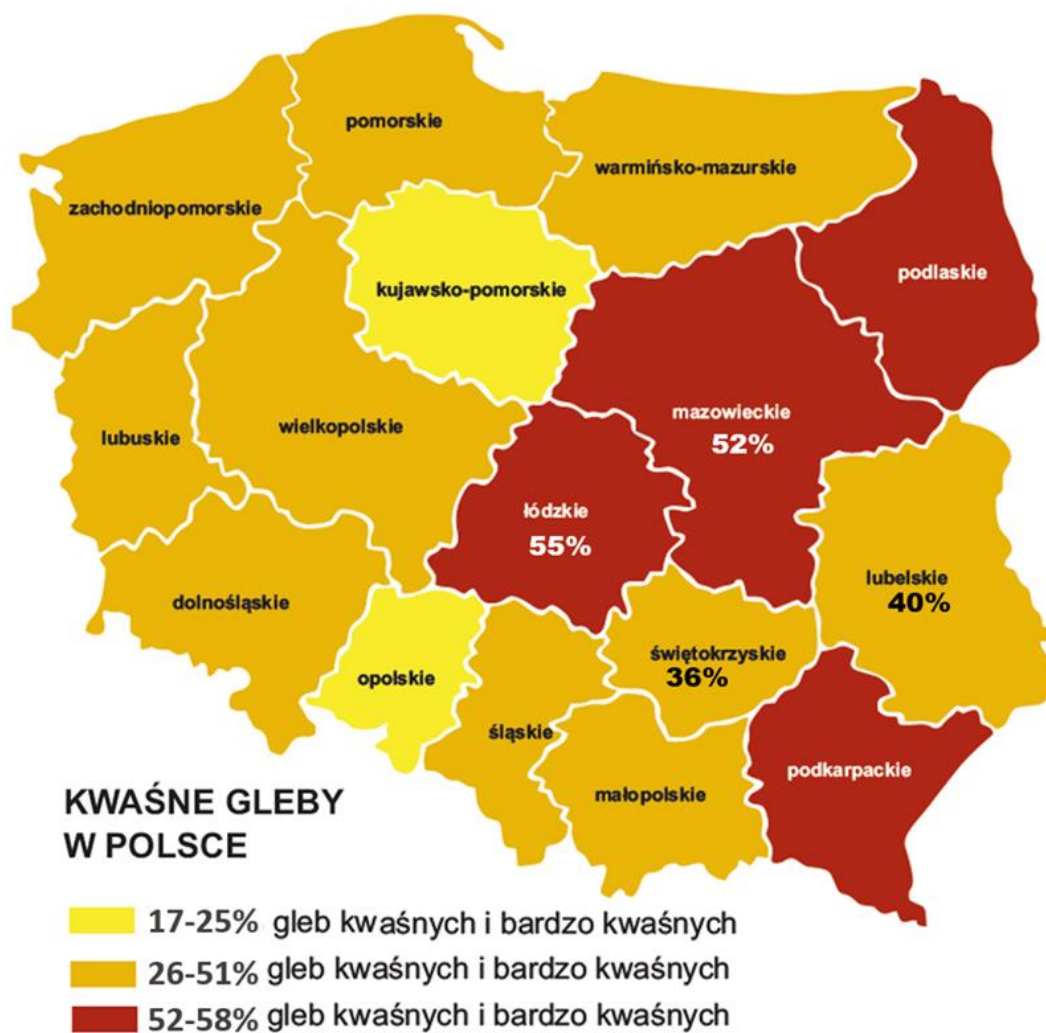 pomorskie
warmińsko-mazurskie
zachodniopomorskie
podlaskie
kujawsko-pomorskie
mazowieckie
52%
wielkopolskie
lubuskie
łódzkie
55%
lubelskie
40%
dolnośląskie
świętokrzyskie
36%
opolskie
śląskie
podkarpackie
małopolskie
KWAŚNE GLEBY
W POLSCE
17-25% gleb kwaśnych i bardzo kwaśnych
26-51% gleb kwaśnych i bardzo kwaśnych
52-58% gleb kwaśnych i bardzo kwaśnych